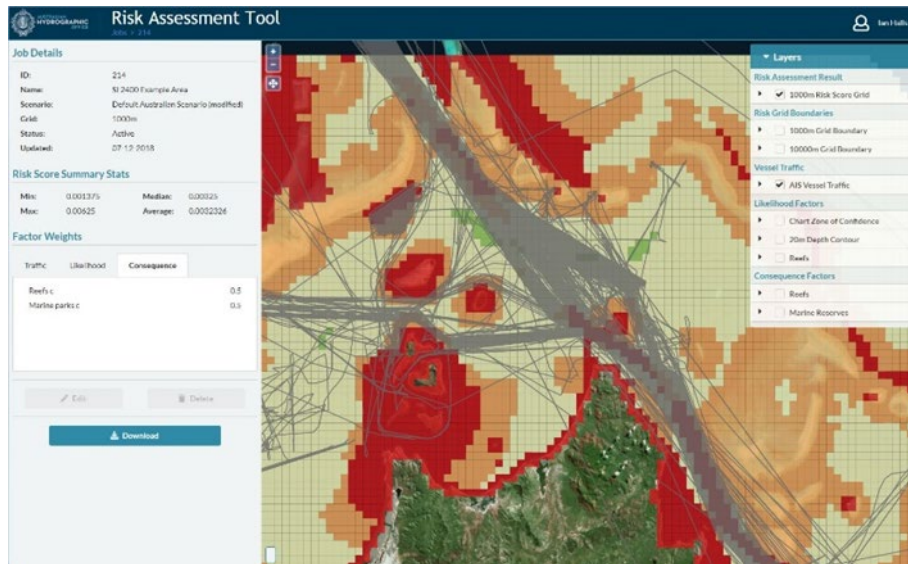 AUSTRALIAN
HYDROGRAPHIC
OFFICE
Risk Assessment Tool
Jobs > 214
Job Details
ID: 214
Name: SI 2400 Example Area
Scenario: Default Australian Scenario (modified)
Grid: 1000m
Status: Active
Updated: 07-12-2018
Risk Score Summary Stats
Min: 0.001375 Median: 0.00325
Max: 0.00625 Average: 0.0032326
Factor Weights
Traffic Likelihood Consequence
Reefs c 0.5
Marine parks c 0.5
Edit Delete
Download
Ian
Layers
Risk Assessment Result
1000m Risk Score Grid
Risk Grid Boundaries
1000m Grid Boundary
10000m Grid Boundary
Vessel Traffic
AIS Vessel Traffic
Likelihood Factors
Chart Zone of Confidence
20m Depth Contour
Reefs
Consequence Factors
Reefs
Marine Reserves